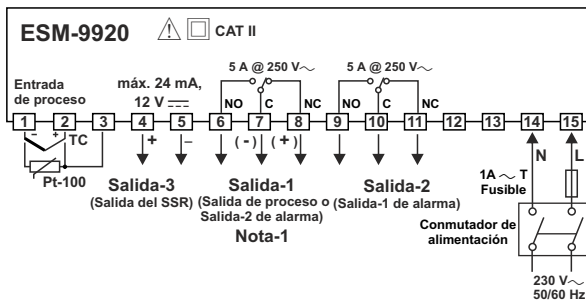 ESM-9920
CAT II
Entrada
de proceso
máx. 24 mA,
12 V
5 A @ 250 V~
5 A @ 250 V~
NO C NC NO C NC
1 2 3 4 5 6 7 8 9 10 11 12 13 14 15
- + TC
+ - (-) (+) N L
Pt-100
Salida-3
(Salida del SSR)
Salida-1
(Salida de proceso o
Salida-2 de alarma)
Nota-1
Salida-2
(Salida-1 de alarma)
1A ~ T
Fusible
Conmutador de
alimentación
230 V~
50/60 Hz